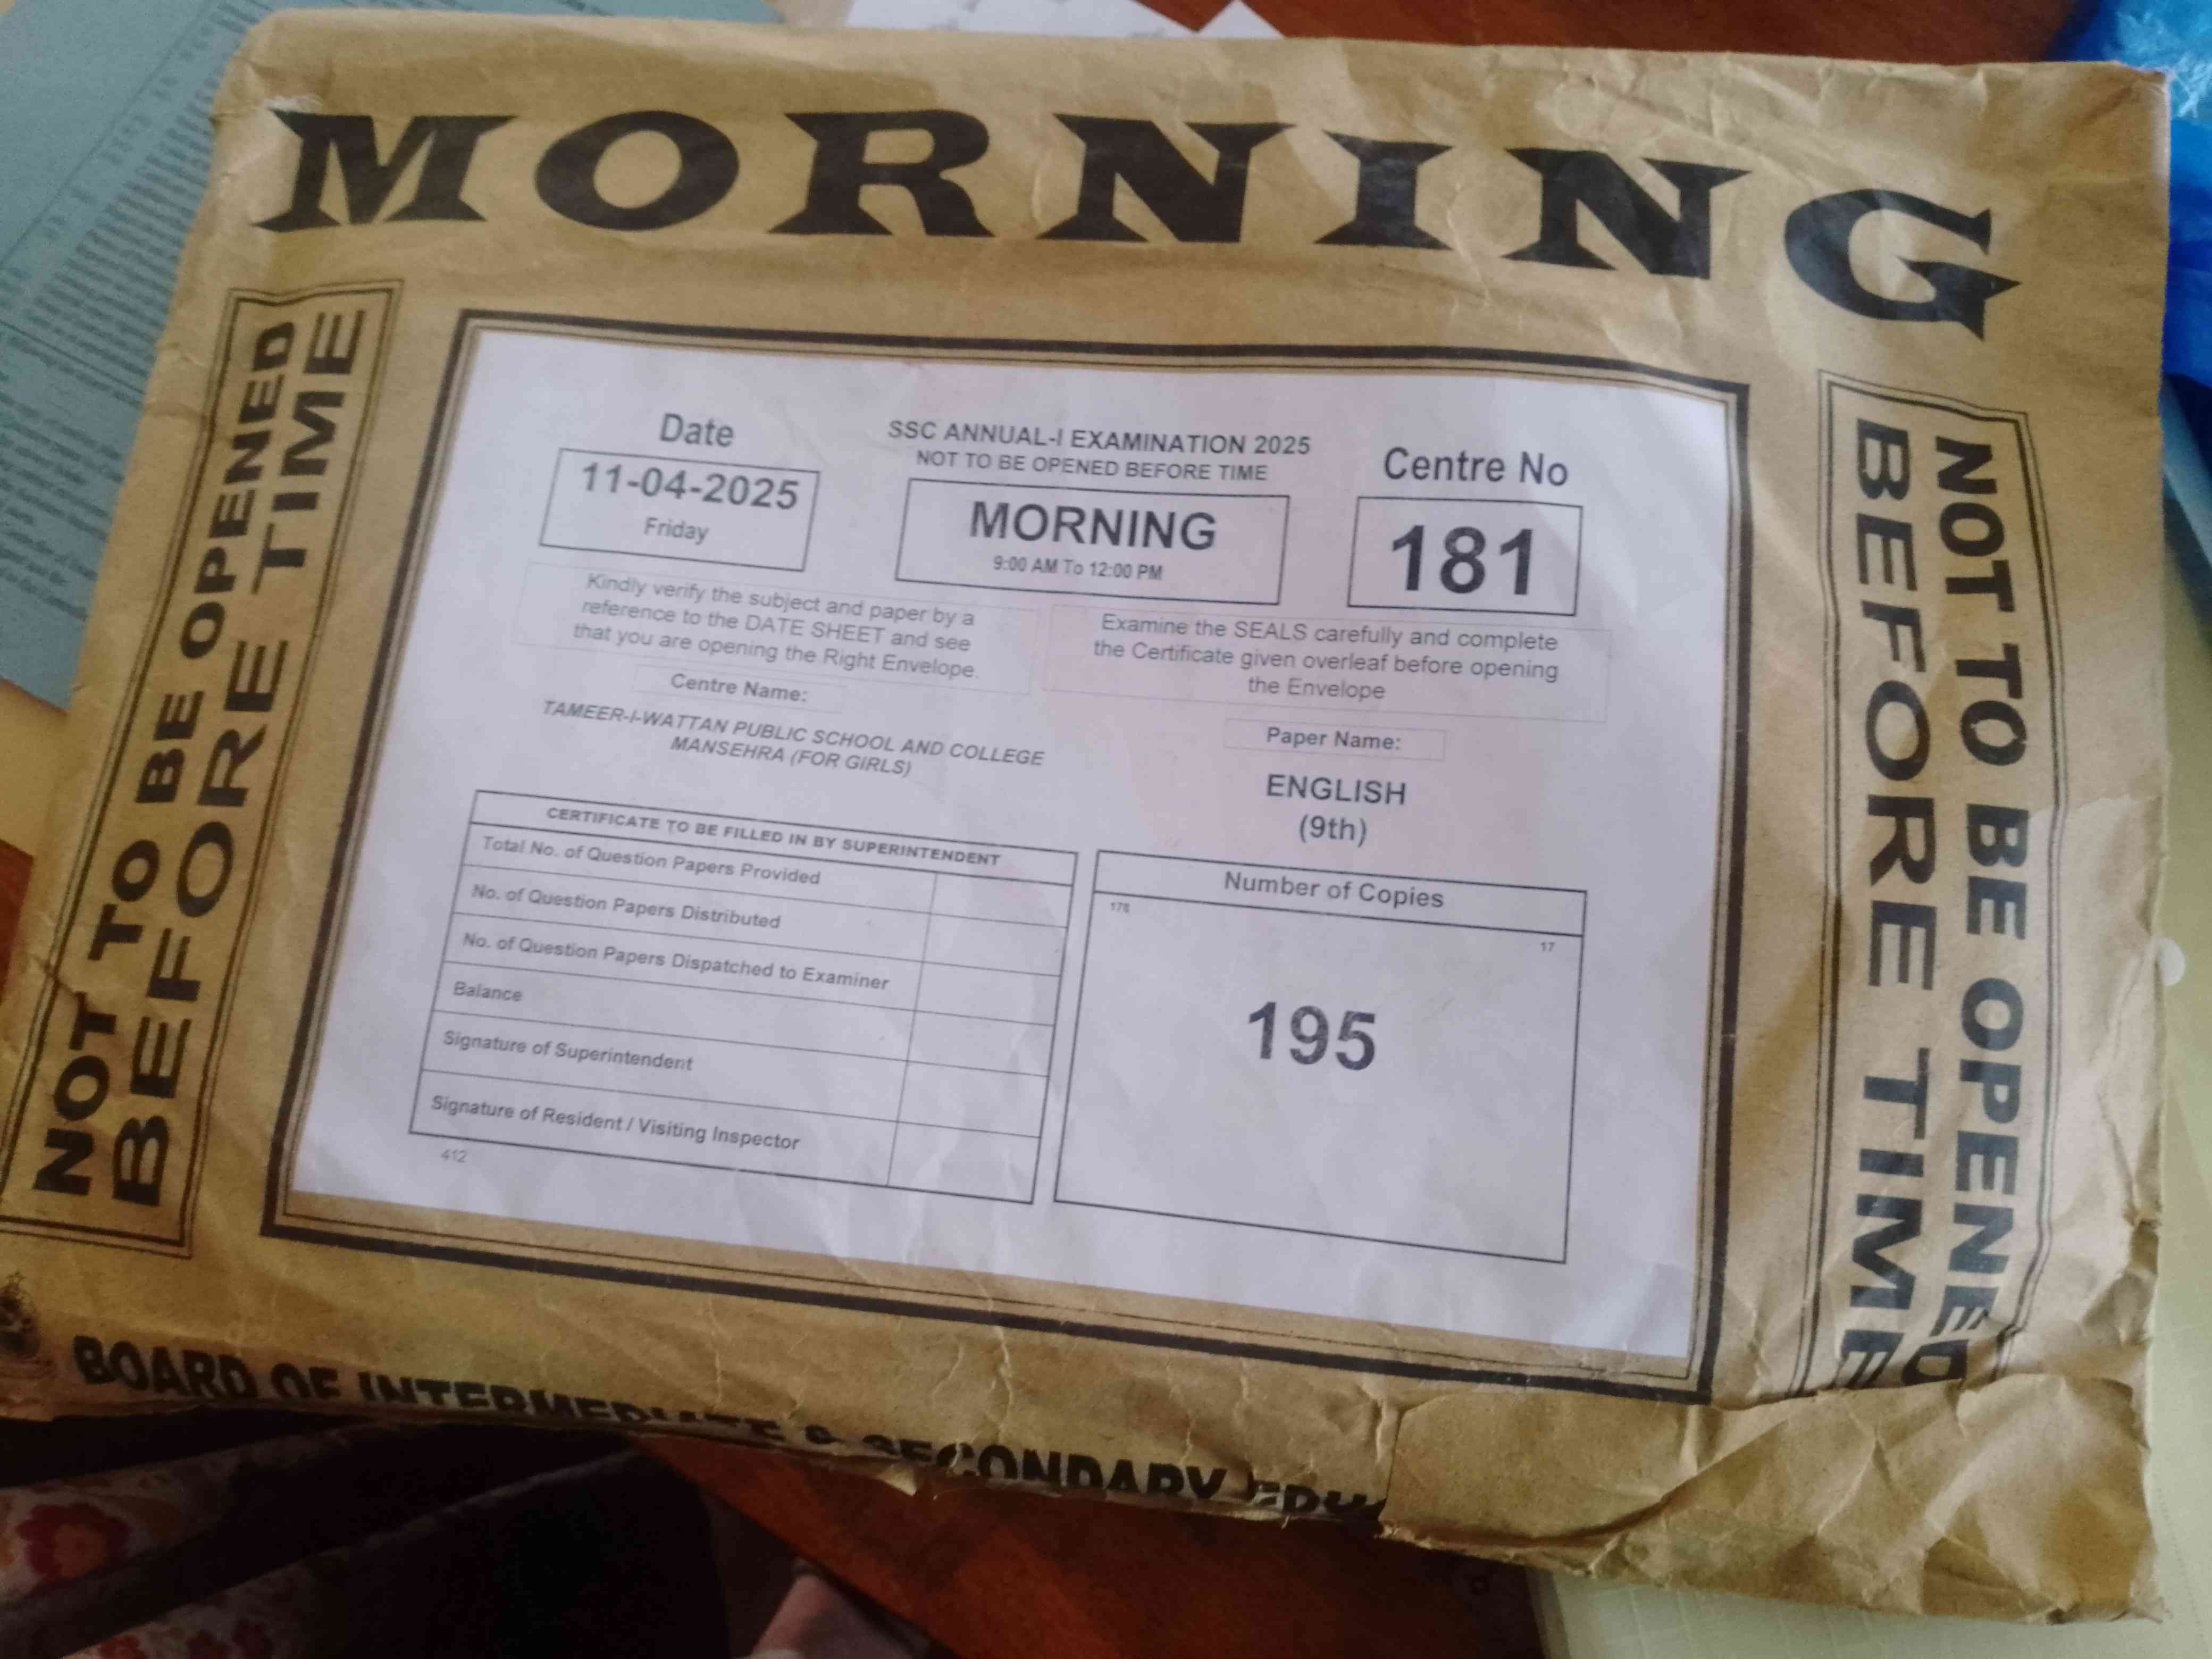 MORNING
NOT TO BE OPENED
BEFORE TIME
Date
11-04-2025
Friday
SSC ANNUAL-I EXAMINATION 2025
NOT TO BE OPENED BEFORE TIME
MORNING
9:00 AM To 12:00 PM
Centre No
181
Kindly verify the subject and paper by a
reference to the DATE SHEET and see
that you are opening the Right Envelope.
Examine the SEALS carefully and complete
the Certificate given overleaf before opening
the Envelope
Centre Name:
TAMEER-I-WATTAN PUBLIC SCHOOL AND COLLEGE
MANSEHRA (FOR GIRLS)
Paper Name:
ENGLISH
(9th)
CERTIFICATE TO BE FILLED IN BY SUPERINTENDENT
Total No. of Question Papers Provided
No. of Question Papers Distributed
No. of Question Papers Dispatched to Examiner
Balance
Signature of Superintendent
Signature of Resident / Visiting Inspector
412
Number of Copies
178
17
195
NOT TO BE OPENED
BEFORE TIME
BOARD OF INTERMEDIATE & SECONDARY